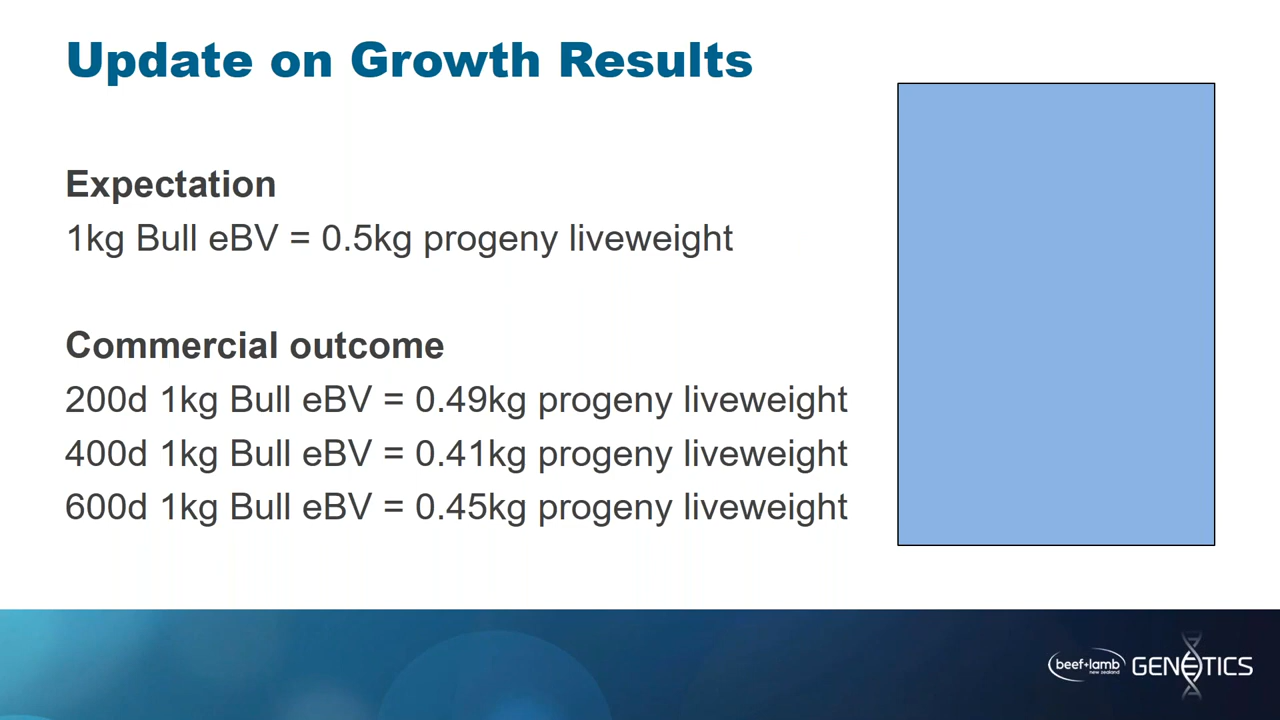 Update on Growth Results
Expectation
1kg Bull eBV = 0.5kg progeny liveweight
Commercial outcome
200d 1kg Bull eBV = 0.49kg progeny liveweight
400d 1kg Bull eBV = 0.41kg progeny liveweight
600d 1kg Bull eBV = 0.45kg progeny liveweight
beef+lamb
new zealand
GENETICS